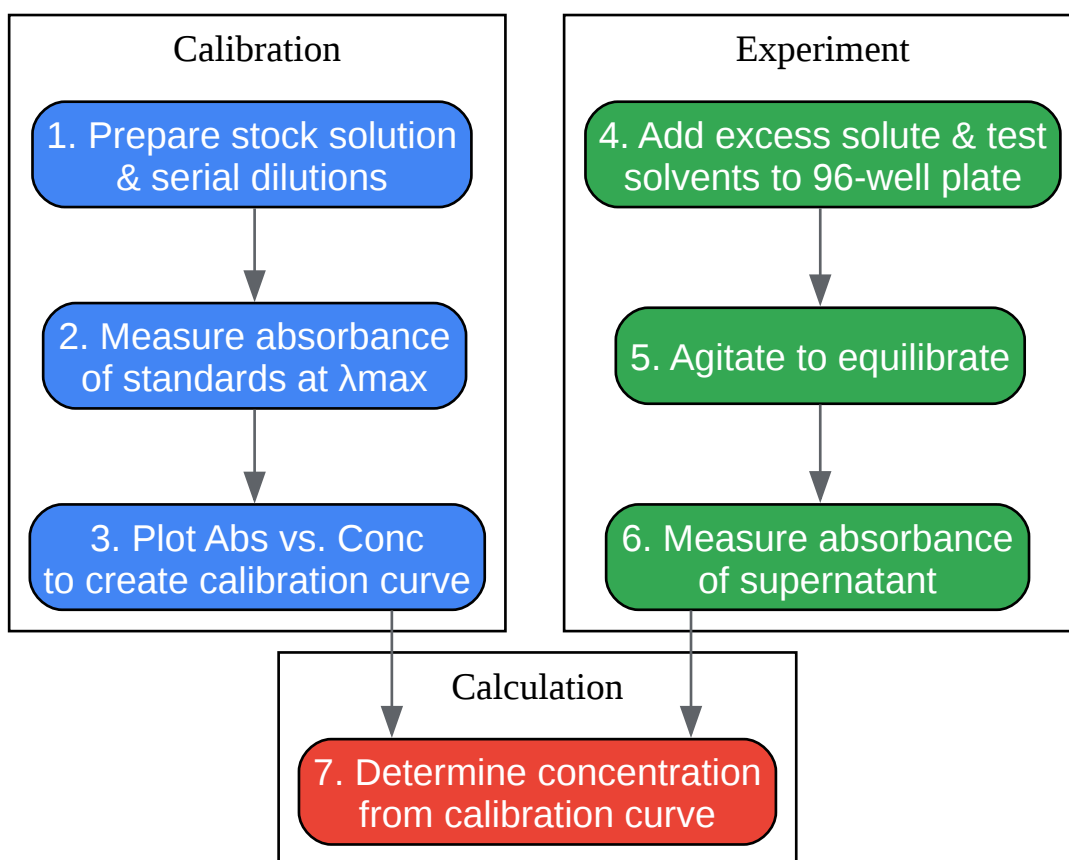 Calibration
1. Prepare stock solution
& serial dilutions
2. Measure absorbance
of standards at λmax
3. Plot Abs vs. Conc
to create calibration curve
Experiment
4. Add excess solute & test
solvents to 96-well plate
5. Agitate to equilibrate
6. Measure absorbance
of supernatant
Calculation
7. Determine concentration
from calibration curve